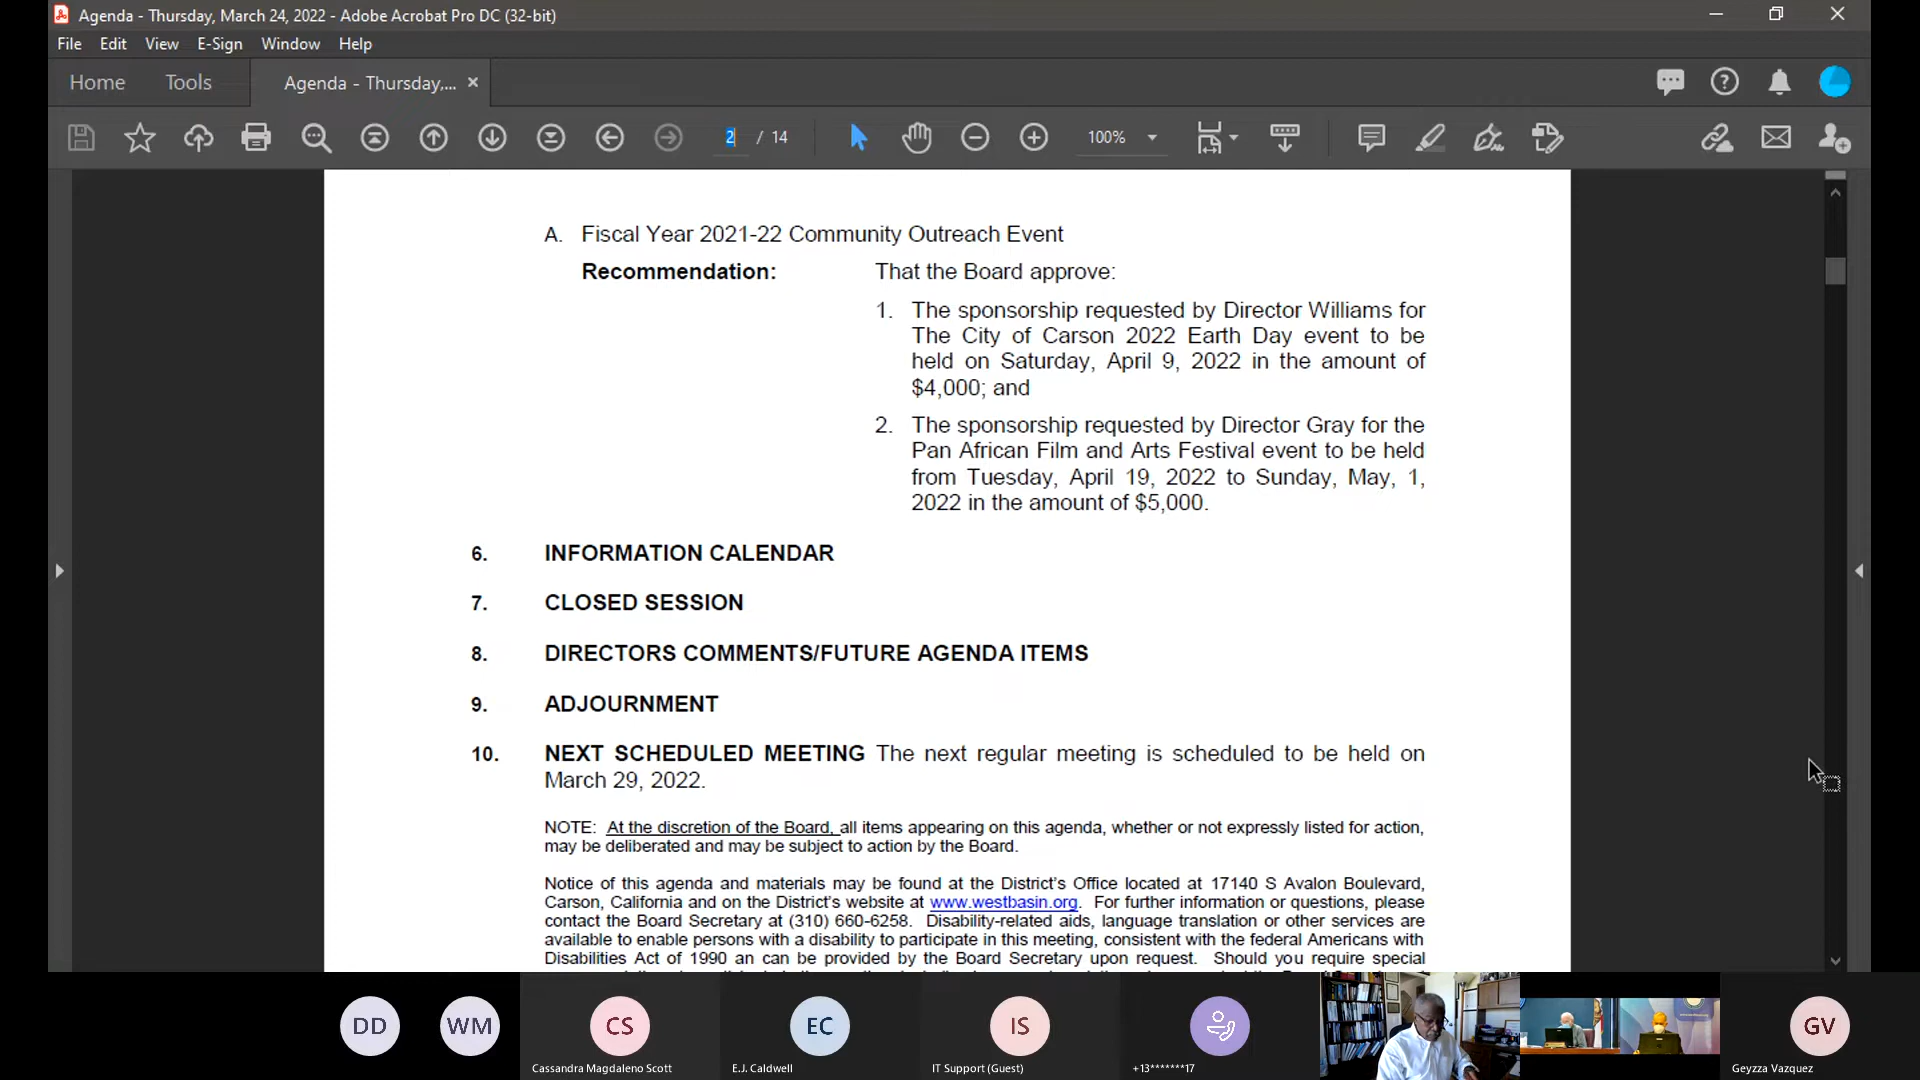 Agenda - Thursday, March 24, 2022 - Adobe Acrobat Pro DC (32-bit)
File Edit View E-Sign Window Help
Home Tools Agenda - Thursday,... ×
2 / 14 100%
A. Fiscal Year 2021-22 Community Outreach Event
Recommendation: That the Board approve:
1. The sponsorship requested by Director Williams for
The City of Carson 2022 Earth Day event to be
held on Saturday, April 9, 2022 in the amount of
$4,000; and
2. The sponsorship requested by Director Gray for the
Pan African Film and Arts Festival event to be held
from Tuesday, April 19, 2022 to Sunday, May, 1,
2022 in the amount of $5,000.
6. INFORMATION CALENDAR
7. CLOSED SESSION
8. DIRECTORS COMMENTS/FUTURE AGENDA ITEMS
9. ADJOURNMENT
10. NEXT SCHEDULED MEETING The next regular meeting is scheduled to be held on
March 29, 2022.
NOTE: At the discretion of the Board, all items appearing on this agenda, whether or not expressly listed for action,
may be deliberated and may be subject to action by the Board.
Notice of this agenda and materials may be found at the District's Office located at 17140 S Avalon Boulevard,
Carson, California and on the District's website at www.westbasin.org. For further information or questions, please
contact the Board Secretary at (310) 660-6258. Disability-related aids, language translation or other services are
available to enable persons with a disability to participate in this meeting, consistent with the federal Americans with
Disabilities Act of 1990 an can be provided by the Board Secretary upon request. Should you require special
DD WM CS EC IS GV
Cassandra Magdaleno Scott E.J. Caldwell IT Support (Guest) +13*******17 Geyzza Vazquez